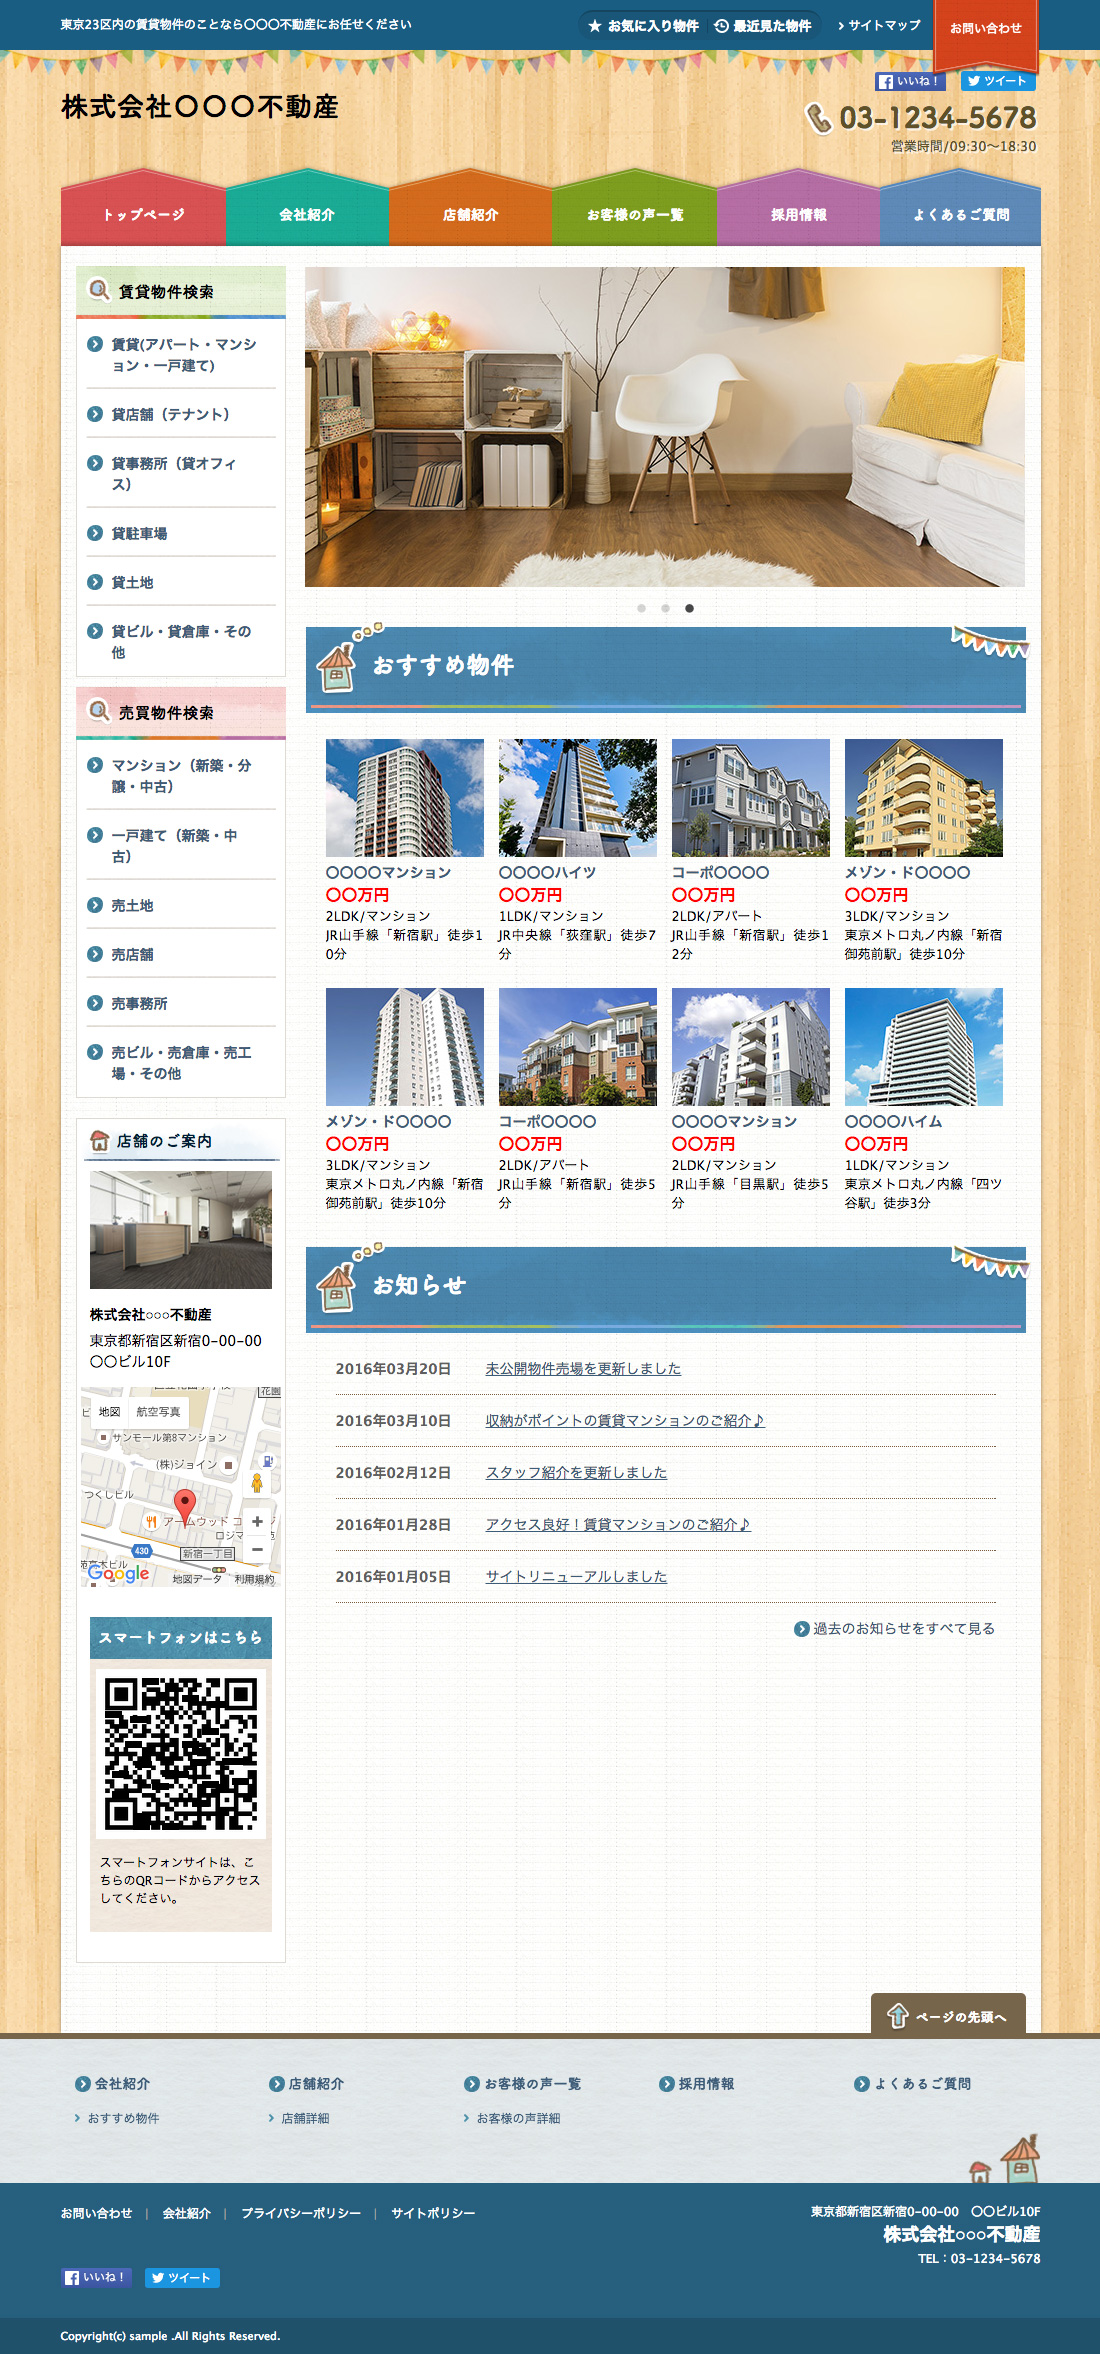 東京23区内の賃貸物件のことなら〇〇〇不動産にお任せください
お気に入り物件
最近見た物件
サイトマップ
お問い合わせ
いいね！
ツイート
株式会社〇〇〇不動産
03-1234-5678
営業時間/09:30〜18:30
トップページ
会社紹介
店舗紹介
お客様の声一覧
採用情報
よくあるご質問
賃貸物件検索
賃貸(アパート・マンシ
ョン・一戸建て)
貸店舗（テナント）
貸事務所（貸オフィ
ス）
貸駐車場
貸土地
貸ビル・貸倉庫・その
他
売買物件検索
マンション（新築・分
譲・中古）
一戸建て（新築・中
古）
売土地
売店舗
売事務所
売ビル・売倉庫・売工
場・その他
店舗のご案内
株式会社○○○不動産
東京都新宿区新宿0-00-00
〇〇ビル10F
花園
地図
航空写真
サンモール第8マンション
(株)ジョイン
つくしビル
アームウッド コ
ロジマ
430
新宿一丁目
Google
地図データ
利用規約
スマートフォンはこちら
スマートフォンサイトは、こ
ちらのQRコードからアクセス
してください。
おすすめ物件
〇〇〇〇マンション
〇〇万円
2LDK/マンション
JR山手線「新宿駅」徒歩1
0分
〇〇〇〇ハイツ
〇〇万円
1LDK/マンション
JR中央線「荻窪駅」徒歩7
分
コーポ〇〇〇〇
〇〇万円
2LDK/アパート
JR山手線「新宿駅」徒歩1
2分
メゾン・ド〇〇〇〇
〇〇万円
3LDK/マンション
東京メトロ丸ノ内線「新宿
御苑前駅」徒歩10分
メゾン・ド〇〇〇〇
〇〇万円
3LDK/マンション
東京メトロ丸ノ内線「新宿
御苑前駅」徒歩10分
コーポ〇〇〇〇
〇〇万円
2LDK/アパート
JR山手線「新宿駅」徒歩5
分
〇〇〇〇マンション
〇〇万円
2LDK/マンション
JR山手線「目黒駅」徒歩5
分
〇〇〇〇ハイム
〇〇万円
1LDK/マンション
東京メトロ丸ノ内線「四ツ
谷駅」徒歩3分
お知らせ
2016年03月20日 未公開物件売場を更新しました
2016年03月10日 収納がポイントの賃貸マンションのご紹介♪
2016年02月12日 スタッフ紹介を更新しました
2016年01月28日 アクセス良好！賃貸マンションのご紹介♪
2016年01月05日 サイトリニューアルしました
過去のお知らせをすべて見る
ページの先頭へ
会社紹介
おすすめ物件
店舗紹介
店舗詳細
お客様の声一覧
お客様の声詳細
採用情報
よくあるご質問
お問い合わせ | 会社紹介 | プライバシーポリシー | サイトポリシー
東京都新宿区新宿0-00-00　〇〇ビル10F
株式会社○○○不動産
TEL：03-1234-5678
いいね！
ツイート
Copyright(c) sample .All Rights Reserved.